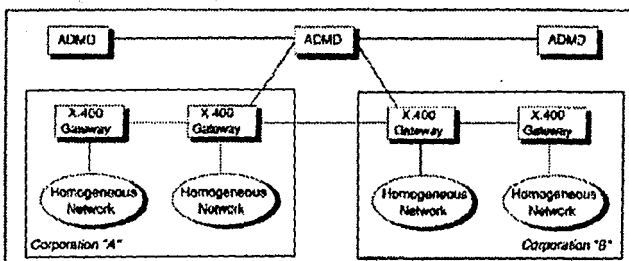 ADMD ADMD ADMD
X.400 Gateway X.400 Gateway X.400 Gateway X.400 Gateway
Homogeneous Network Homogeneous Network Homogeneous Network Homogeneous Network
Corporation "A" Corporation "B"